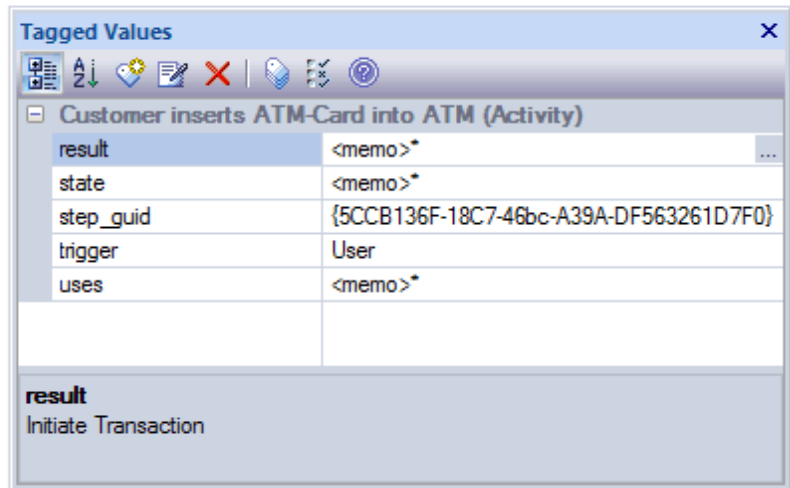 Tagged Values
Customer inserts ATM-Card into ATM (Activity)
result <memo>* ...
state <memo>*
step_guid {5CCB136F-18C7-46bc-A39A-DF563261D7F0}
trigger User
uses <memo>*
result
Initiate Transaction